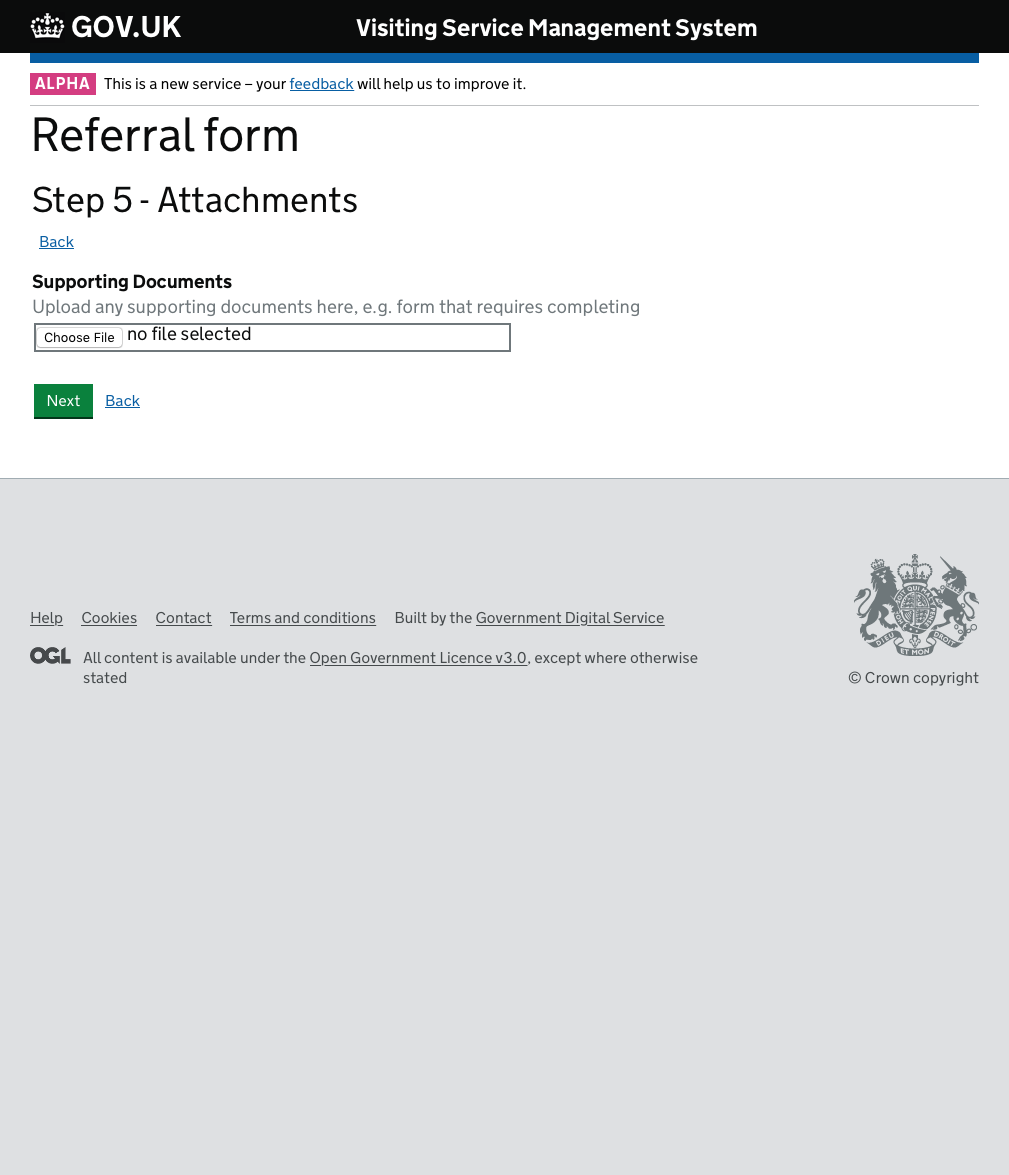 GOV.UK Visiting Service Management System
ALPHA This is a new service – your feedback will help us to improve it.
Referral form
Step 5 - Attachments
Back
Supporting Documents
Upload any supporting documents here, e.g. form that requires completing
Choose File no file selected
Next Back
Help Cookies Contact Terms and conditions Built by the Government Digital Service
OGL All content is available under the Open Government Licence v3.0, except where otherwise
stated
DIEU ET MON DROIT
© Crown copyright